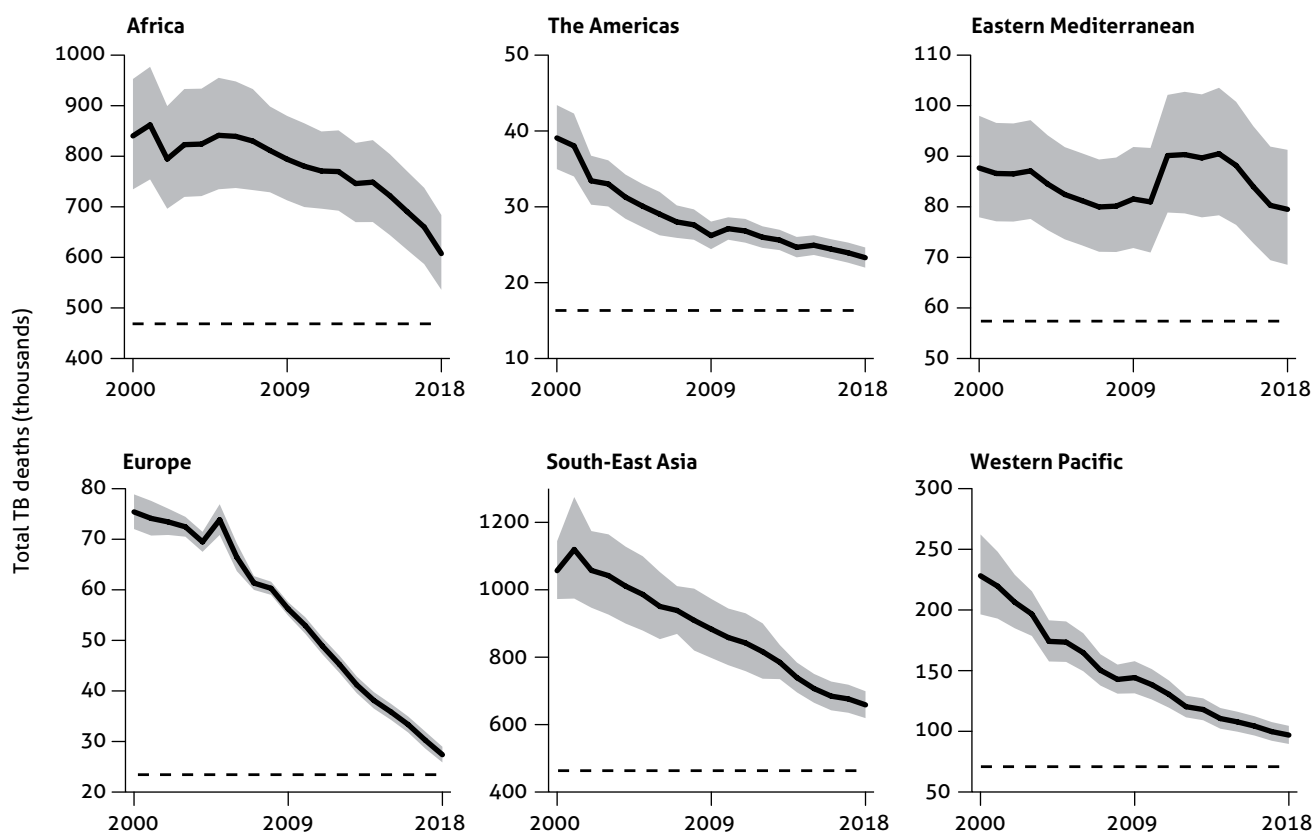 Africa
1000
900
800
700
600
500
400
2000 2009 2018
The Americas
50
40
30
20
10
2000 2009 2018
Eastern Mediterranean
110
100
90
80
70
60
50
2000 2009 2018
Total TB deaths (thousands)
Europe
80
70
60
50
40
30
20
2000 2009 2018
South-East Asia
1200
1000
800
600
400
2000 2009 2018
Western Pacific
300
250
200
150
100
50
2000 2009 2018